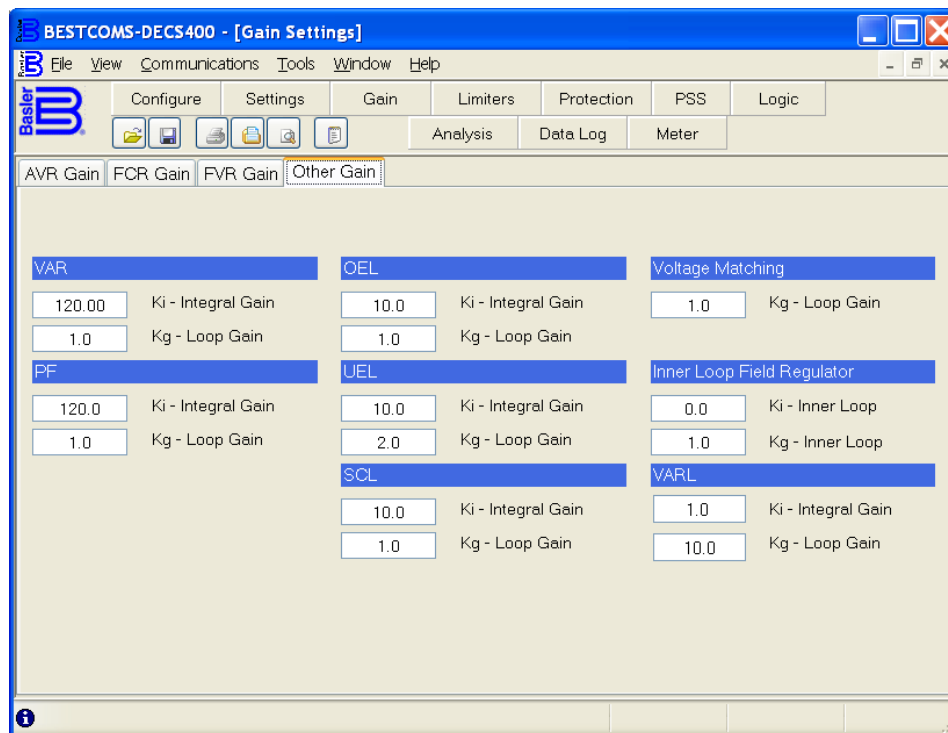 BESTCOMS-DECS400 - [Gain Settings]
File View Communications Tools Window Help
Basler
Configure Settings Gain Limiters Protection PSS Logic
Analysis Data Log Meter
AVR Gain FCR Gain FVR Gain Other Gain
VAR
120.00 Ki - Integral Gain
1.0 Kg - Loop Gain
PF
120.0 Ki - Integral Gain
1.0 Kg - Loop Gain
OEL
10.0 Ki - Integral Gain
1.0 Kg - Loop Gain
UEL
10.0 Ki - Integral Gain
2.0 Kg - Loop Gain
SCL
10.0 Ki - Integral Gain
1.0 Kg - Loop Gain
Voltage Matching
1.0 Kg - Loop Gain
Inner Loop Field Regulator
0.0 Ki - Inner Loop
1.0 Kg - Inner Loop
VARL
1.0 Ki - Integral Gain
10.0 Kg - Loop Gain